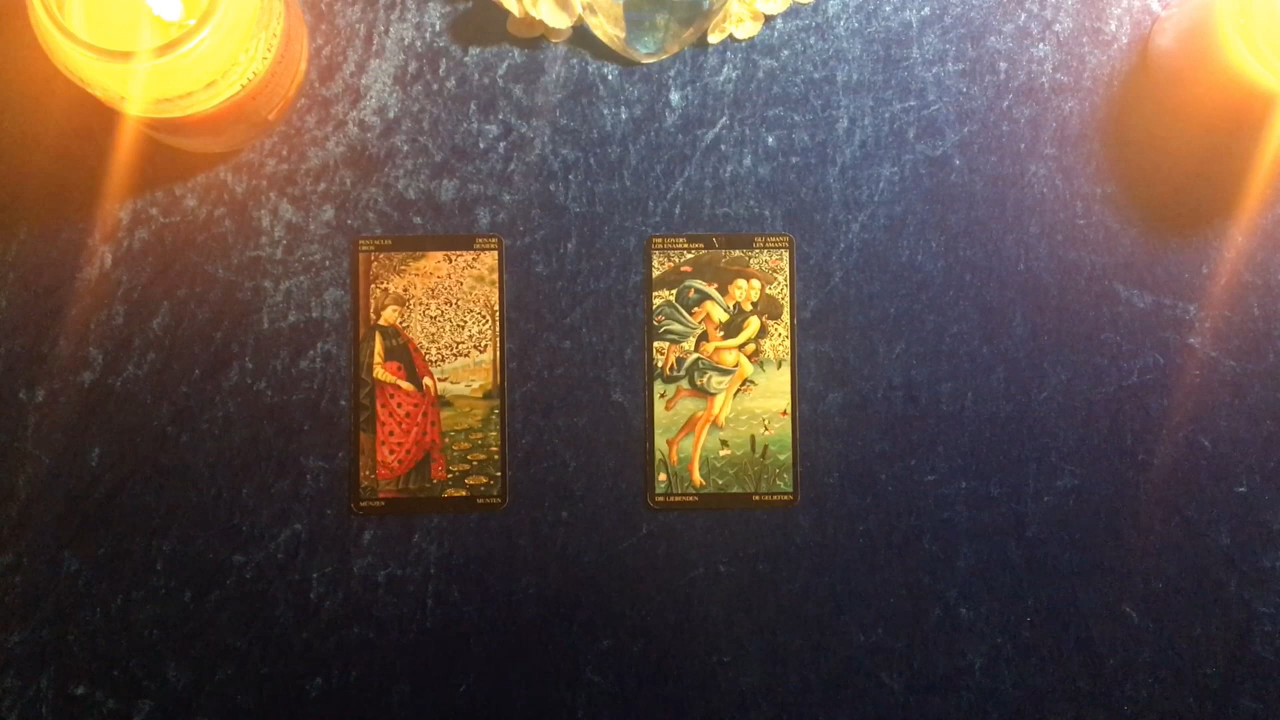 PENTACLES
OROS
DENARI
DENIERS
MÜNZEN
MUNTEN
THE LOVERS
LOS ENAMORADOS
VI
GLI AMANTI
LES AMANTS
DIE LIEBENDEN
DE GELIEFDEN